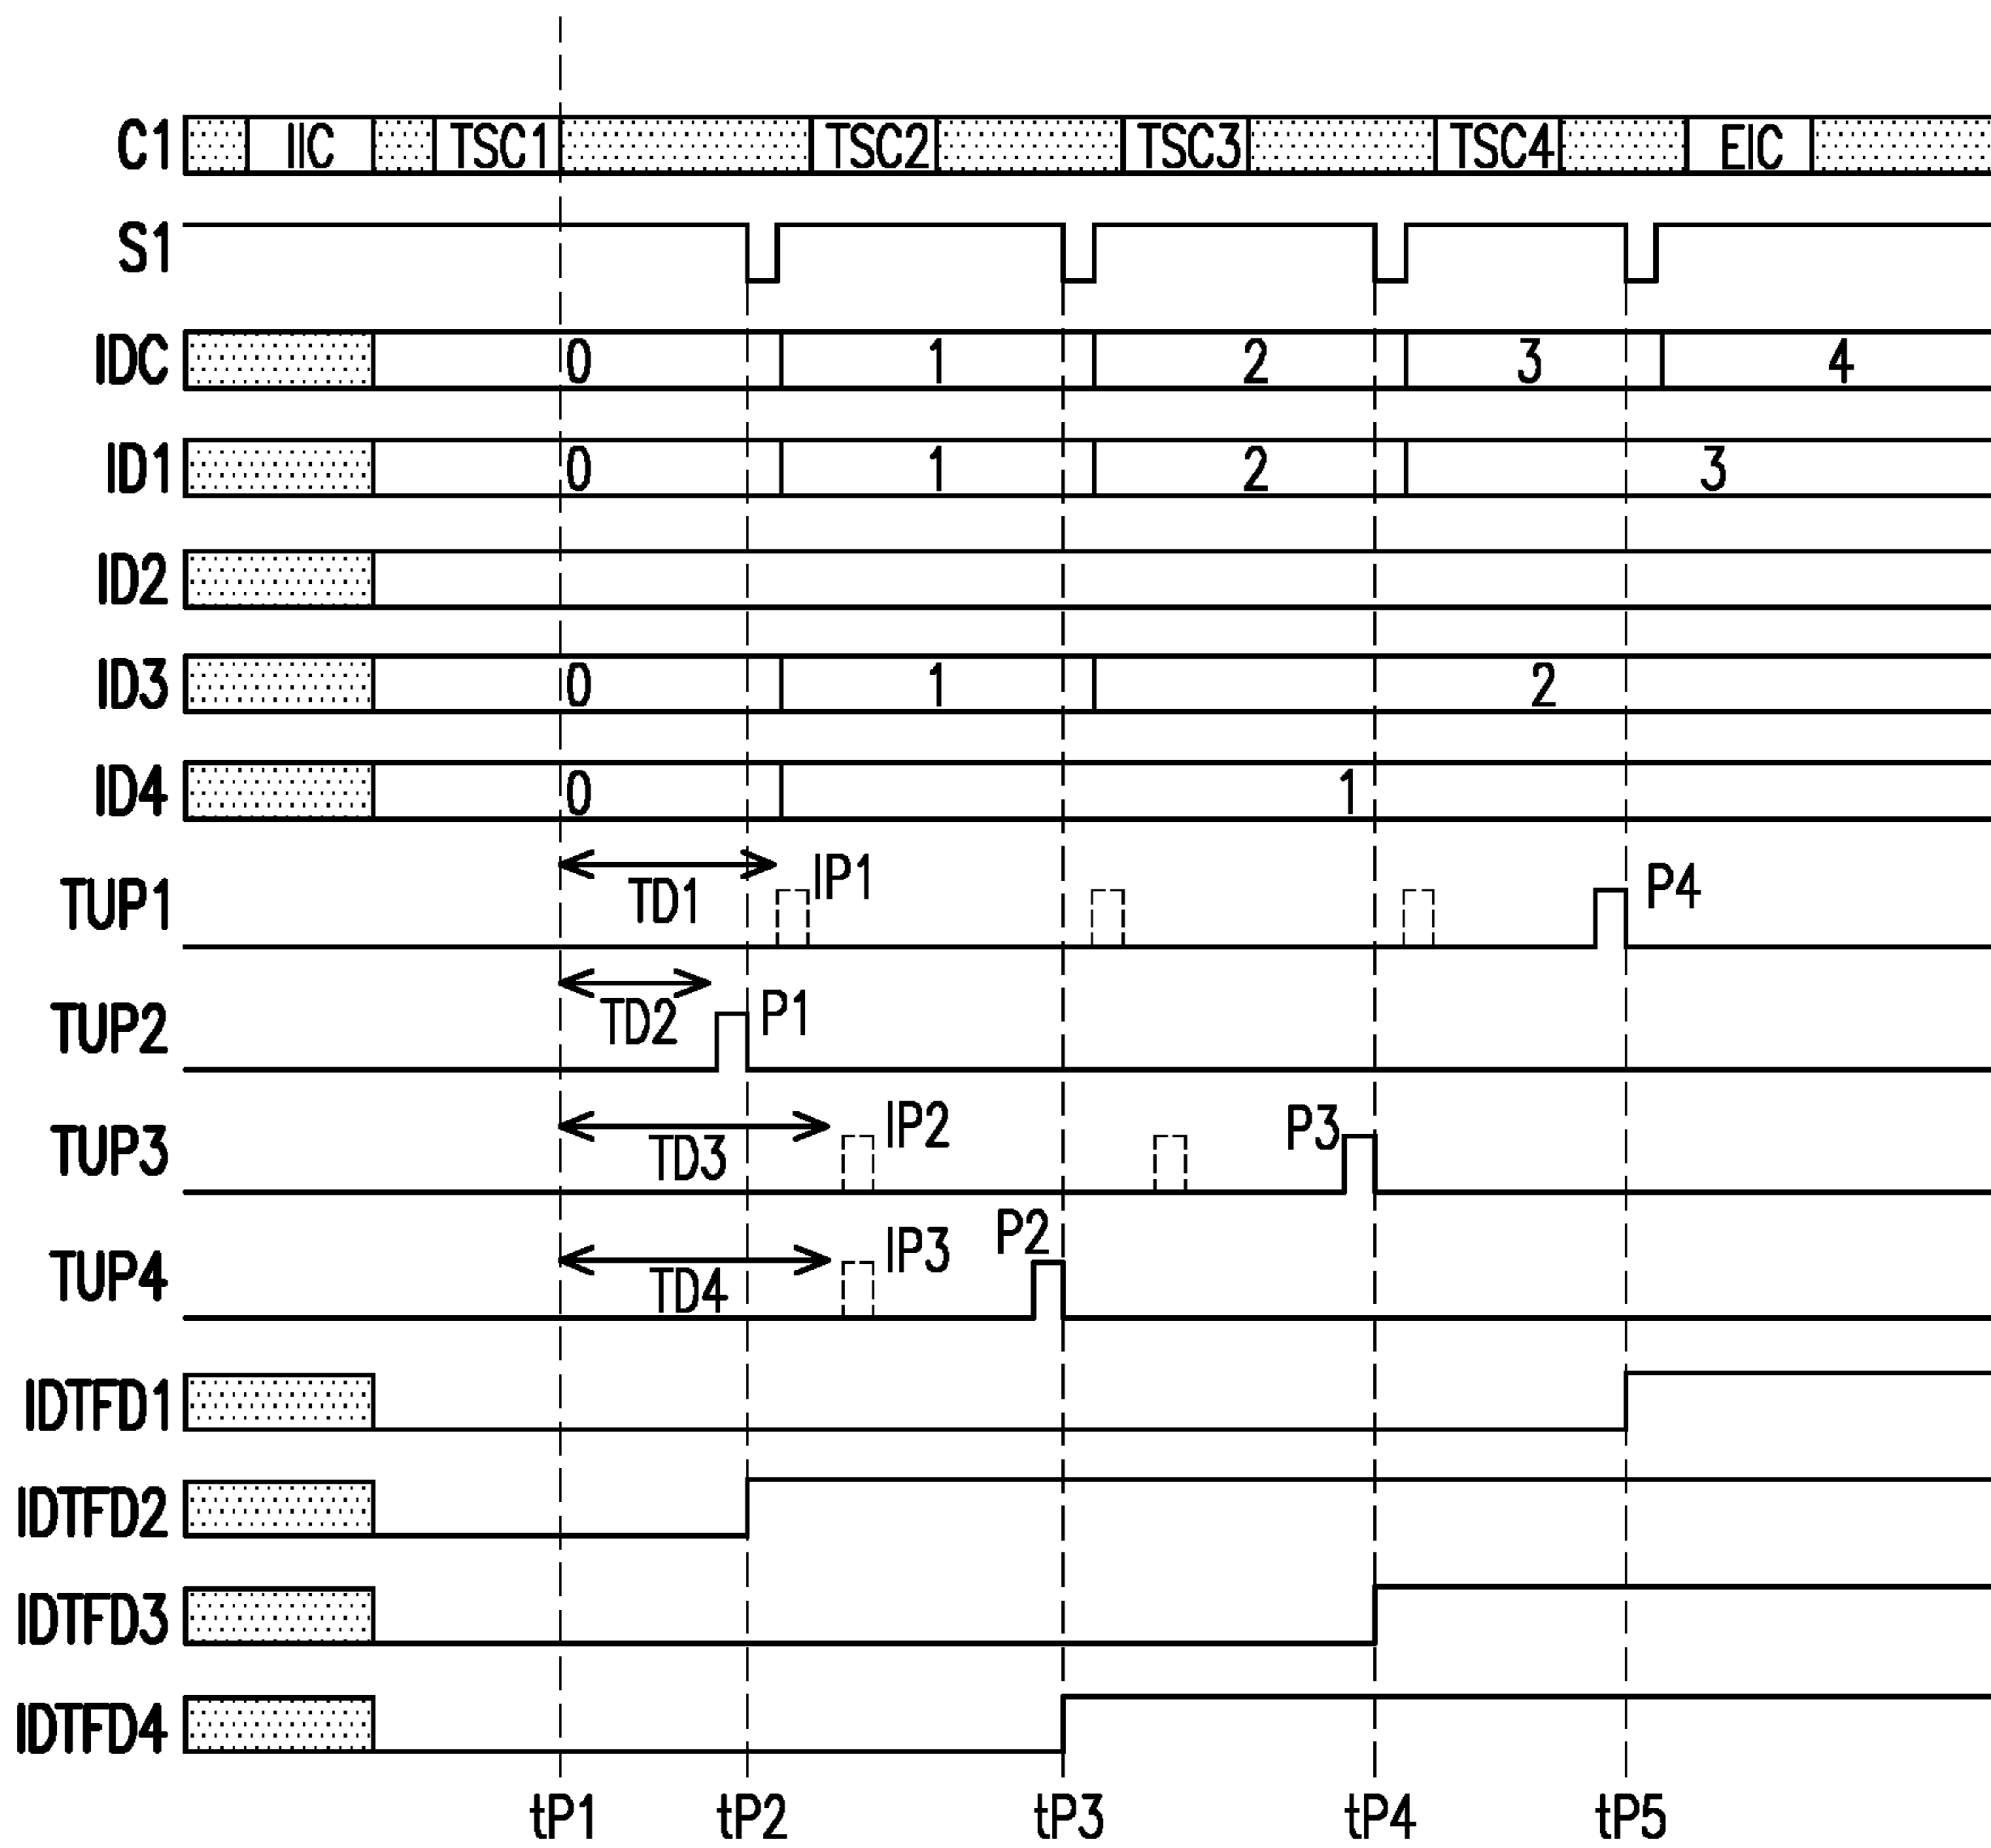 C1 IIC TSC1 TSC2 TSC3 TSC4 EIC
S1
IDC 0 1 2 3 4
ID1 0 1 2 3
ID2
ID3 0 1 2
ID4 0 1
TUP1 TD1 IP1 P4
TUP2 TD2 P1
TUP3 TD3 IP2 P3
TUP4 TD4 IP3 P2
IDTFD1
IDTFD2
IDTFD3
IDTFD4
tP1 tP2 tP3 tP4 tP5